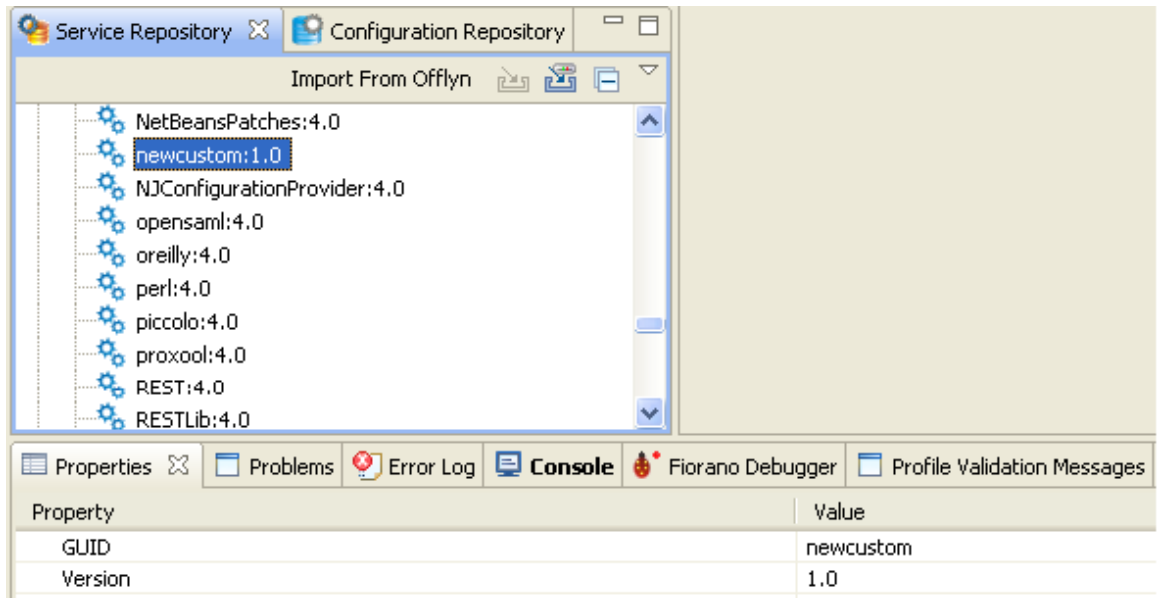 Service Repository Configuration Repository
Import From Offlyn
NetBeansPatches:4.0
newcustom:1.0
NJConfigurationProvider:4.0
opensaml:4.0
oreilly:4.0
perl:4.0
piccolo:4.0
proxool:4.0
REST:4.0
RESTLib:4.0
Properties Problems Error Log Console Fiorano Debugger Profile Validation Messages
Property Value
GUID newcustom
Version 1.0